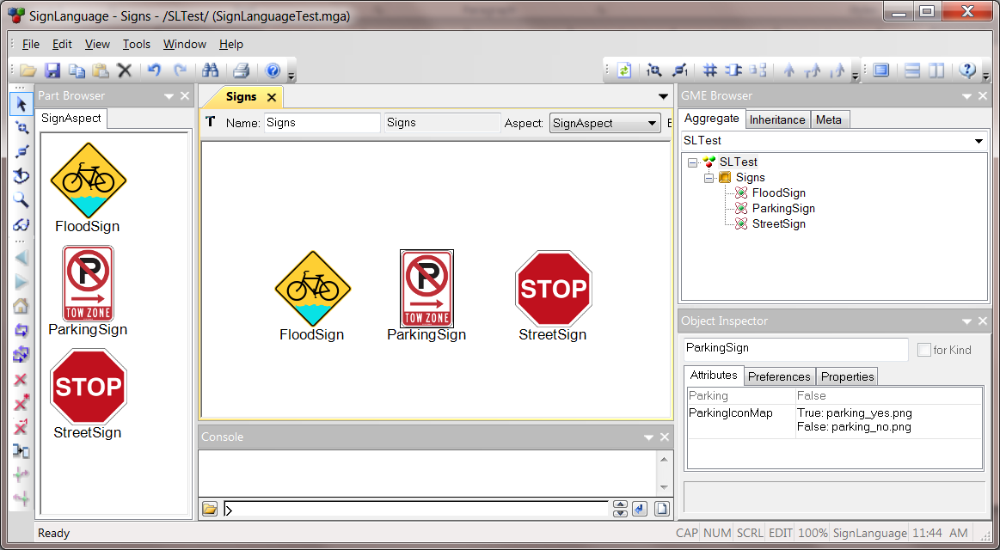 SignLanguage - Signs - /SLTest/ (SignLanguageTest.mga)
File Edit View Tools Window Help
Part Browser
SignAspect
FloodSign
P
TOW ZONE
ParkingSign
STOP
StreetSign
Signs
Name: Signs Signs Aspect: SignAspect
FloodSign
P
TOW ZONE
ParkingSign
STOP
StreetSign
Console
>
GME Browser
Aggregate Inheritance Meta
SLTest
SLTest
Signs
FloodSign
ParkingSign
StreetSign
Object Inspector
ParkingSign for Kind
Attributes Preferences Properties
Parking False
ParkingIconMap True: parking_yes.png
False: parking_no.png
Ready CAP NUM SCRL EDIT 100% SignLanguage 11:44 AM